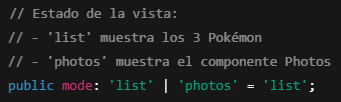 // Estado de la vista:
// - 'list' muestra los 3 Pokémon
// - 'photos' muestra el componente Photos
public mode: 'list' | 'photos' = 'list';